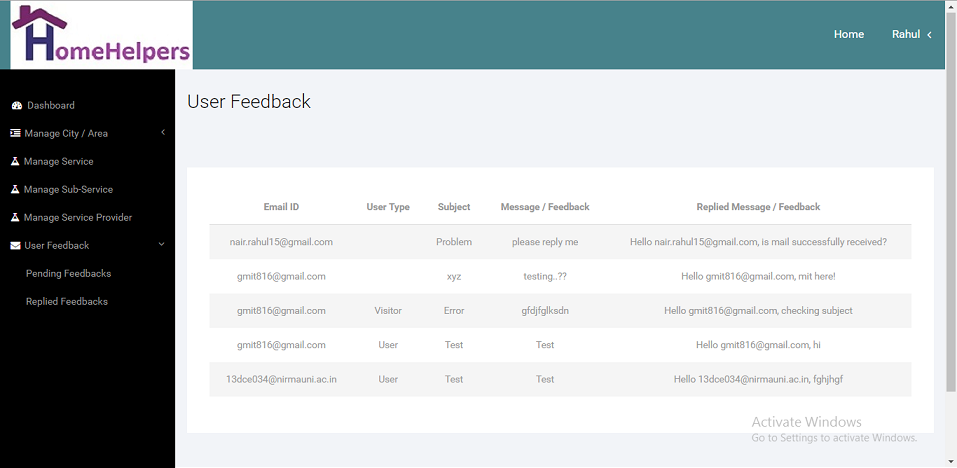 HomeHelpers
Home Rahul
Dashboard
Manage City / Area
Manage Service
Manage Sub-Service
Manage Service Provider
User Feedback
Pending Feedbacks
Replied Feedbacks
User Feedback
Email ID User Type Subject Message / Feedback Replied Message / Feedback
nair.rahul15@gmail.com Problem please reply me Hello nair.rahul15@gmail.com, is mail successfully received?
gmit816@gmail.com xyz testing..?? Hello gmit816@gmail.com, mit here!
gmit816@gmail.com Visitor Error gfdjfglksdn Hello gmit816@gmail.com, checking subject
gmit816@gmail.com User Test Test Hello gmit816@gmail.com, hi
13dce034@nirmauni.ac.in User Test Test Hello 13dce034@nirmauni.ac.in, fghjhgf
Activate Windows
Go to Settings to activate Windows.